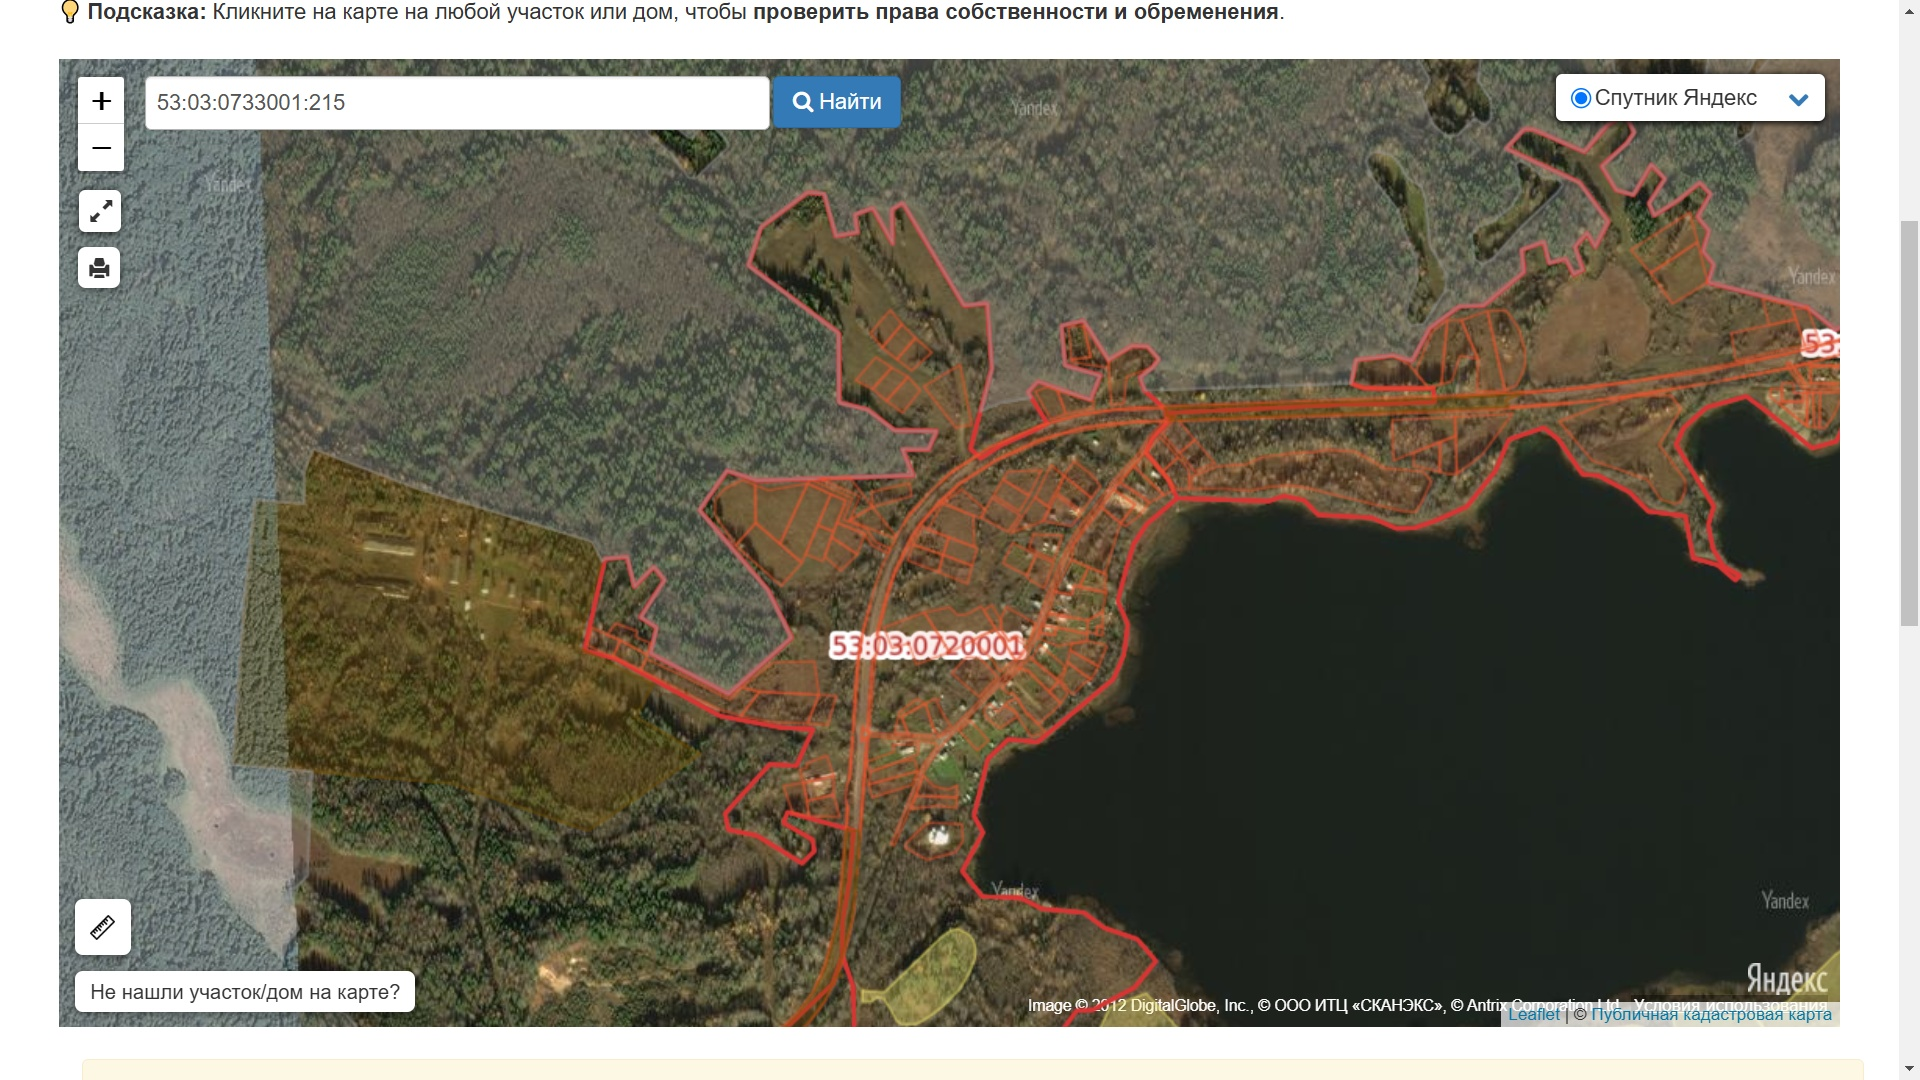 Подсказка: Кликните на карте на любой участок или дом, чтобы проверить права собственности и обременения.
+
53:03:0733001:215
Найти
Спутник Яндекс
−
Yandex
Yandex
Yandex
53:
53:03:0720001
Yandex
Yandex
Яндекс
Не нашли участок/дом на карте?
Image © 2012 DigitalGlobe, Inc., © ООО ИТЦ «СКАНЭКС», © Antrix Corporation Ltd. Условия использования
Leaflet | © Публичная кадастровая карта